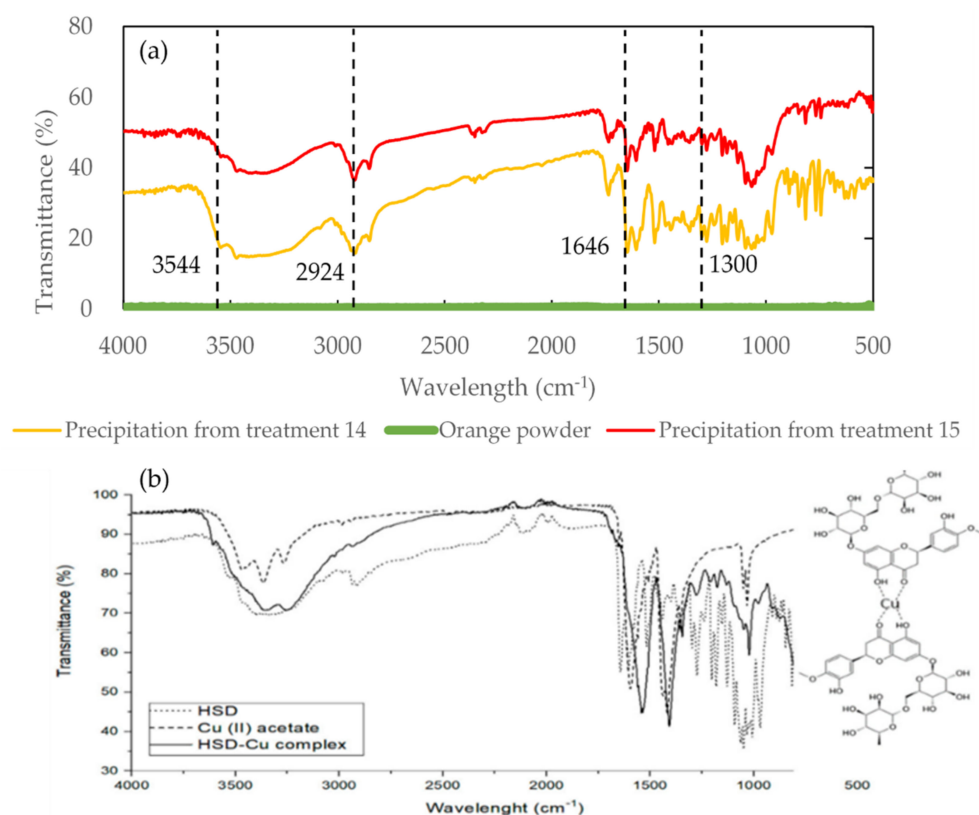 (a)
80
60
40
20
0
Transmittance (%)
3544
2924
1646
1300
4000 3500 3000 2500 2000 1500 1000 500
Wavelength (cm-1)
Precipitation from treatment 14 Orange powder Precipitation from treatment 15
(b)
100
90
80
70
60
50
40
30
Transmittance (%)
HSD
Cu (II) acetate
HSD-Cu complex
4000 3500 3000 2500 2000 1500 1000 500
Wavelenght (cm-1)
Cu